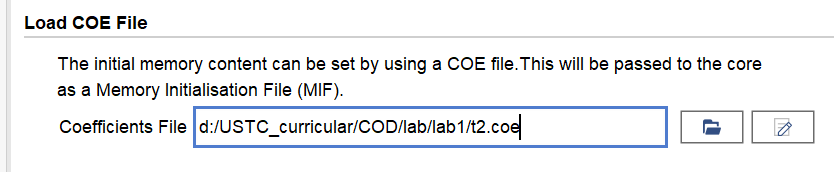 Load COE File
The initial memory content can be set by using a COE file.This will be passed to the core
as a Memory Initialisation File (MIF).
Coefficients File d:/USTC_curricular/COD/lab/lab1/t2.coe